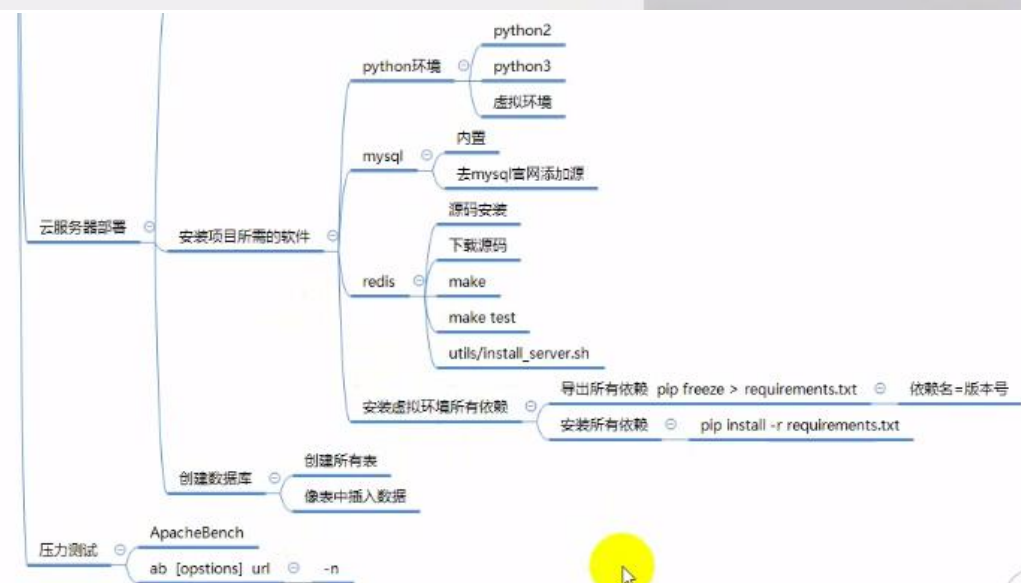 python2
python环境
python3
虚拟环境
内置
mysql
去mysql官网添加源
源码安装
云服务器部署
安装项目所需的软件
下载源码
redis
make
make test
utils/install_server.sh
导出所有依赖 pip freeze > requirements.txt
依赖名=版本号
安装虚拟环境所有依赖
安装所有依赖
pip install -r requirements.txt
创建所有表
创建数据库
像表中插入数据
ApacheBench
压力测试
ab [opstions] url
-n